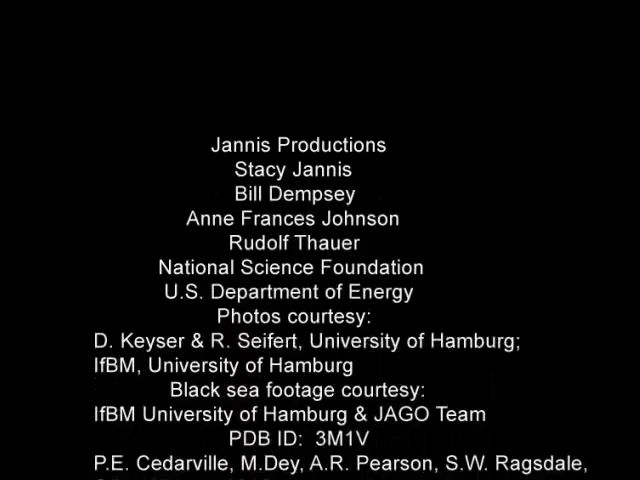 Jannis Productions
Stacy Jannis
Bill Dempsey
Anne Frances Johnson
Rudolf Thauer
National Science Foundation
U.S. Department of Energy
Photos courtesy:
D. Keyser & R. Seifert, University of Hamburg;
IfBM, University of Hamburg
Black sea footage courtesy:
IfBM University of Hamburg & JAGO Team
PDB ID: 3M1V
P.E. Cedarville, M.Dey, A.R. Pearson, S.W. Ragsdale,